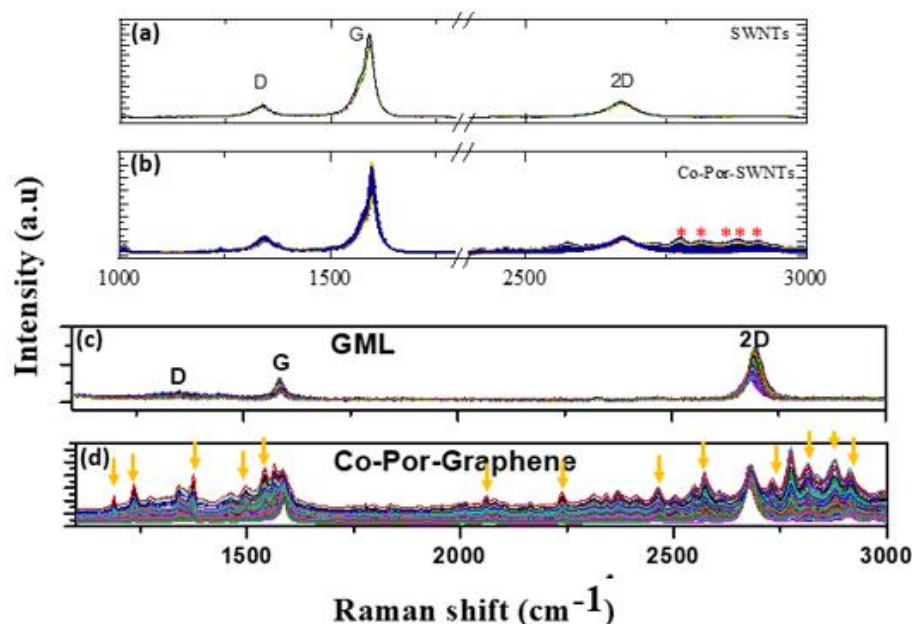 (a)
SWNTs
D
G
2D
(b)
Co-Por-SWNTs
* * * * *
1000
1500
2500
3000
Intensity (a.u)
(c)
GML
D
G
2D
(d)
Co-Por-Graphene
1500
2000
2500
3000
Raman shift (cm-1)